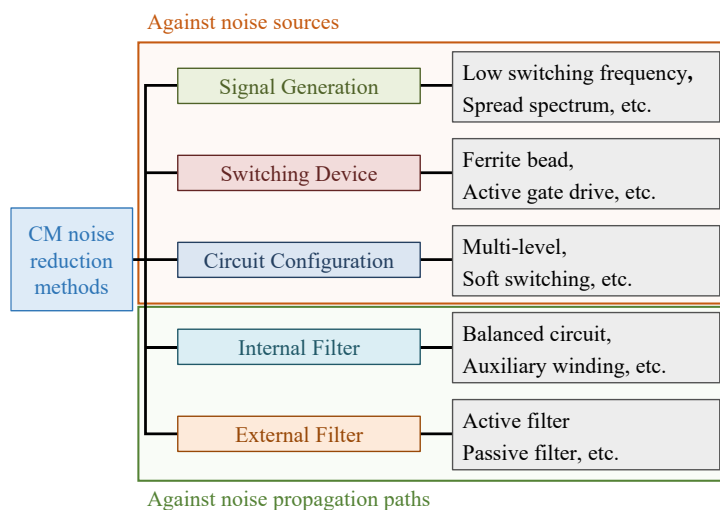 Against noise sources
Signal Generation
Low switching frequency,
Spread spectrum, etc.
Switching Device
Ferrite bead,
Active gate drive, etc.
CM noise
reduction
methods
Circuit Configuration
Multi-level,
Soft switching, etc.
Internal Filter
Balanced circuit,
Auxiliary winding, etc.
External Filter
Active filter
Passive filter, etc.
Against noise propagation paths